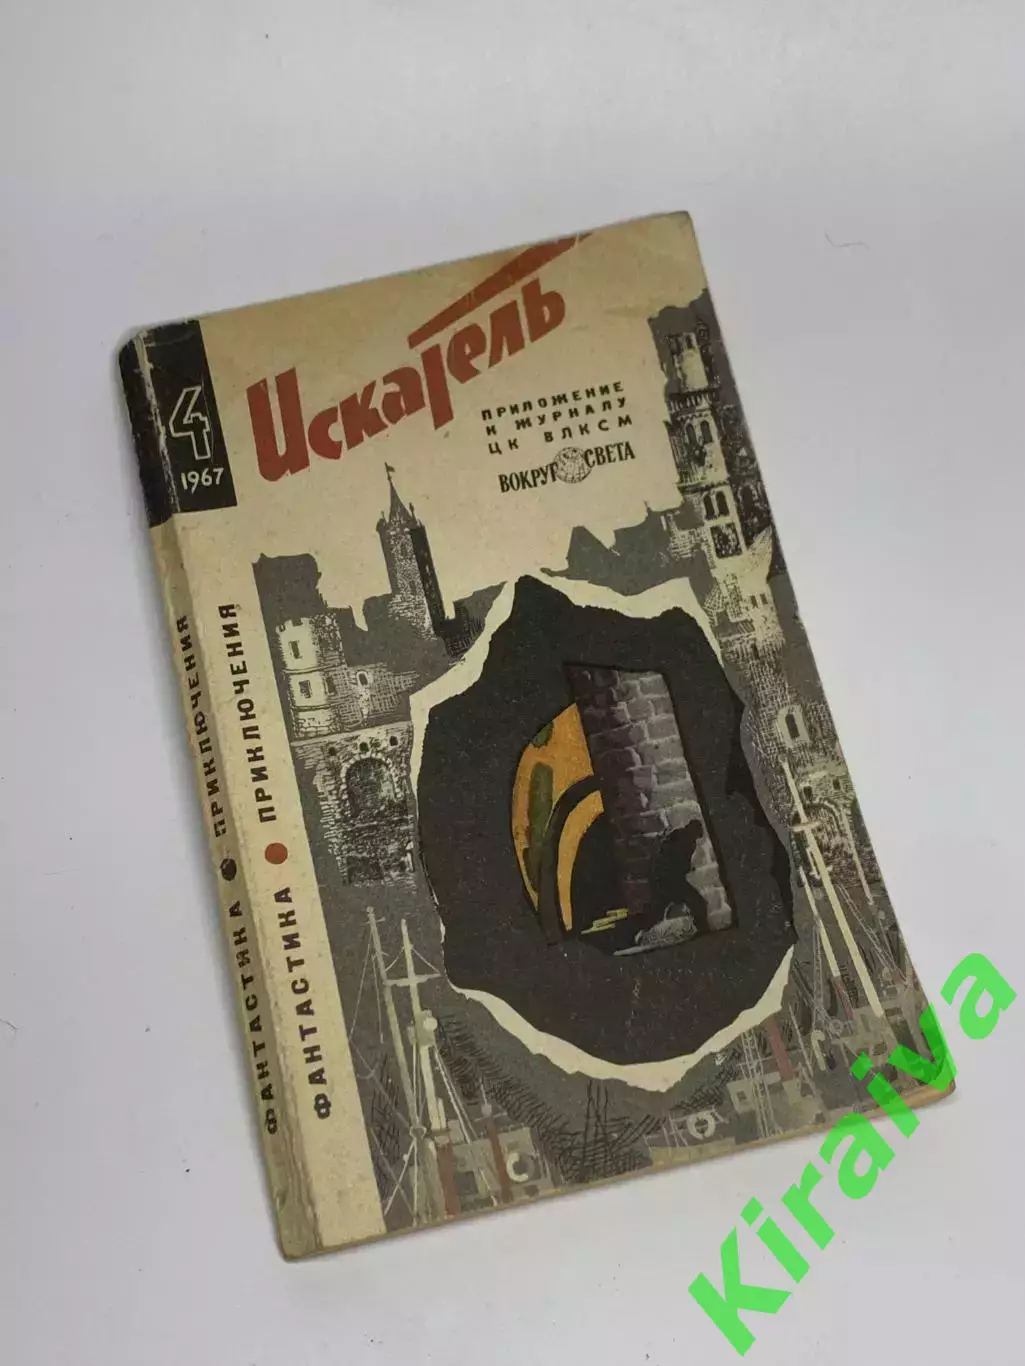 Искатель
4
1967
ПРИЛОЖЕНИЕ
К ЖУРНАЛУ
ЦК ВЛКСМ
ВОКРУГ СВЕТА
ФАНТАСТИКА • ПРИКЛЮЧЕНИЯ
ФАНТАСТИКА • ПРИКЛЮЧЕНИЯ
Kiraiva